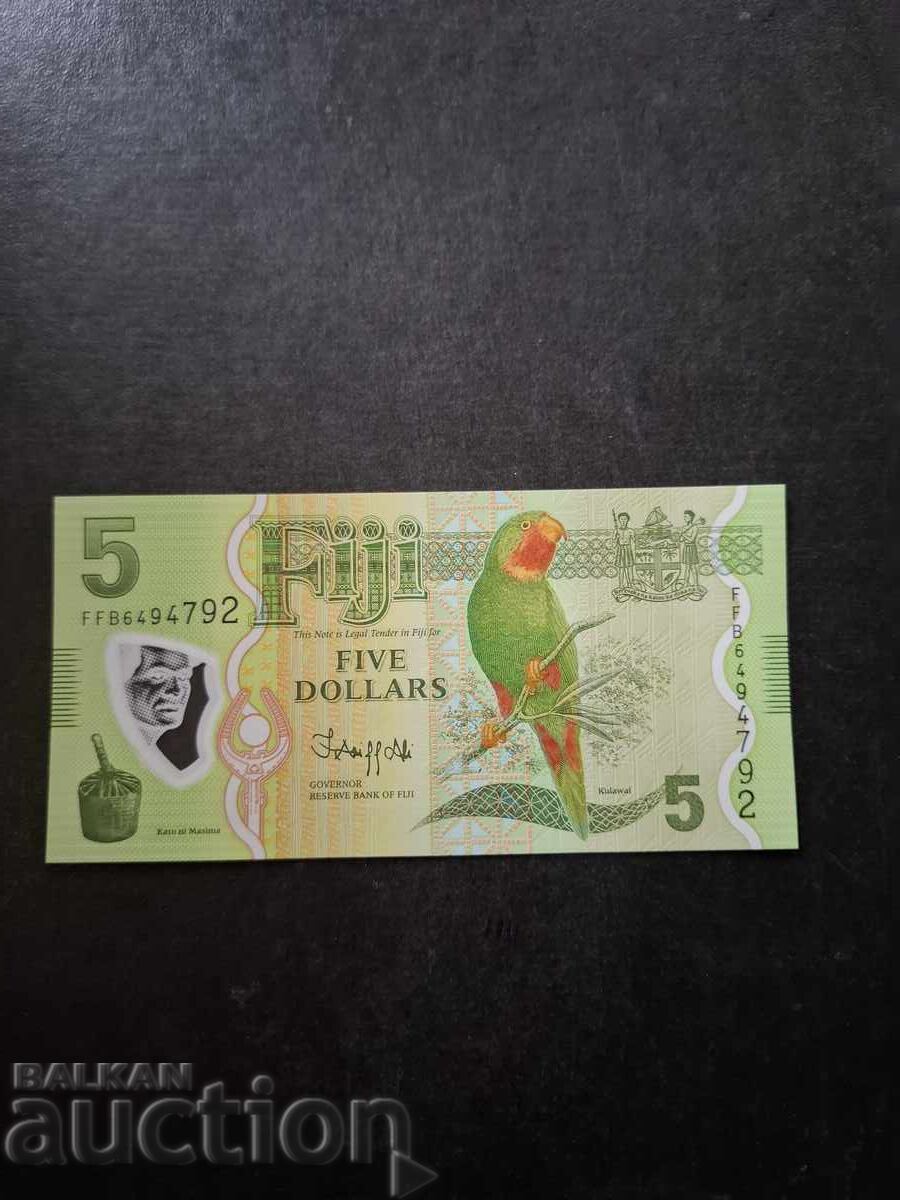 5
Fiji
FFB6494792
This Note is Legal Tender in Fiji for
FIVE
DOLLARS
GOVERNOR
RESERVE BANK OF FIJI
Kato ni Masima
Kulawai
5
FFB6494792
BALKAN
auction